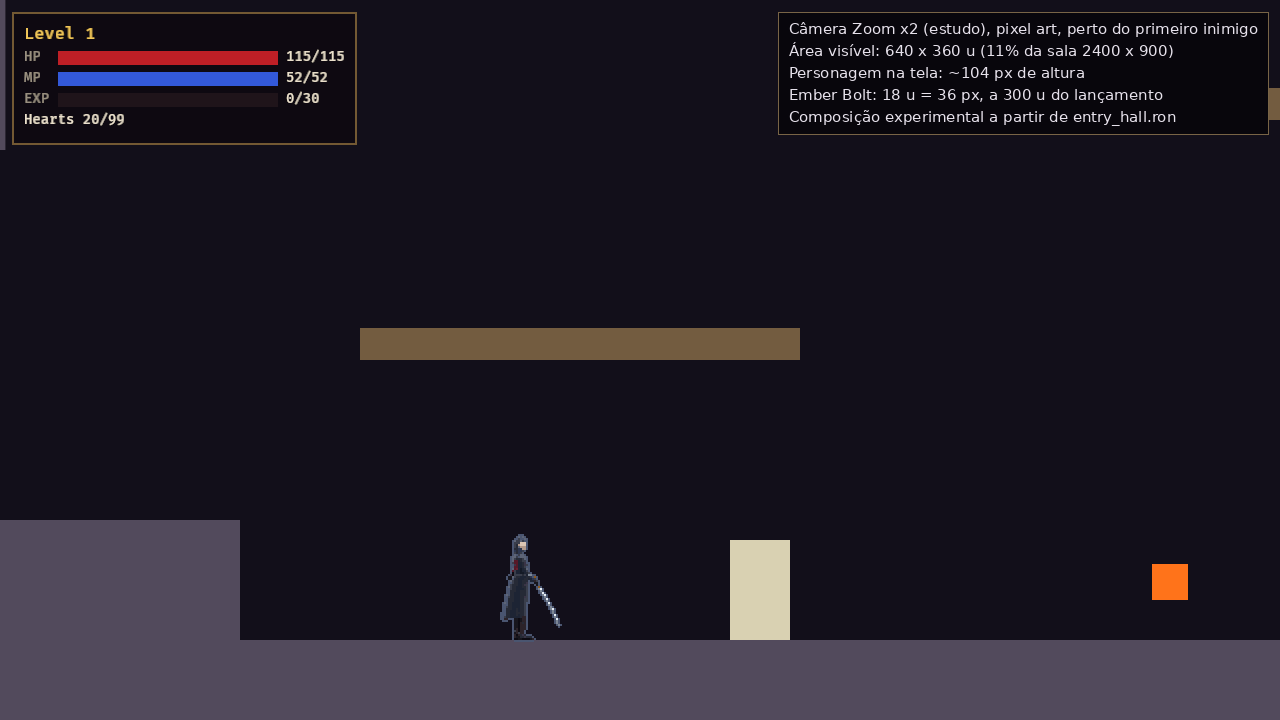 Level 1
HP 115/115
MP 52/52
EXP 0/30
Hearts 20/99
Câmera Zoom x2 (estudo), pixel art, perto do primeiro inimigo
Área visível: 640 x 360 u (11% da sala 2400 x 900)
Personagem na tela: ~104 px de altura
Ember Bolt: 18 u = 36 px, a 300 u do lançamento
Composição experimental a partir de entry_hall.ron